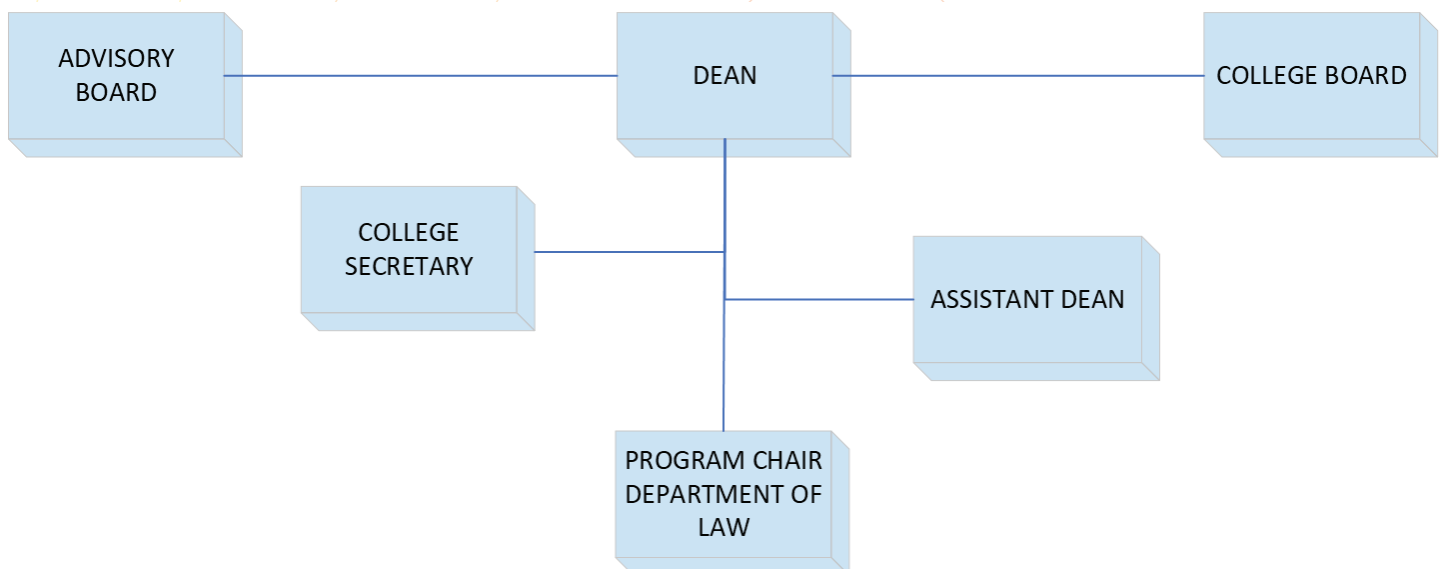 ADVISORY
BOARD
DEAN
COLLEGE BOARD
COLLEGE
SECRETARY
ASSISTANT DEAN
PROGRAM CHAIR
DEPARTMENT OF
LAW